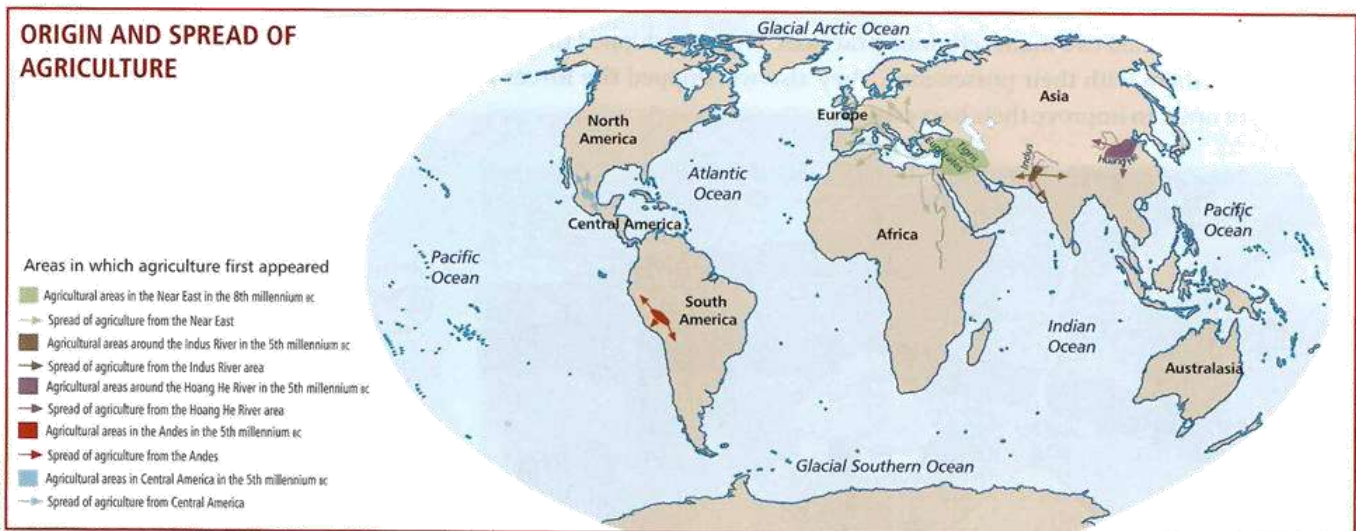 ORIGIN AND SPREAD OF
AGRICULTURE
Areas in which agriculture first appeared
Agricultural areas in the Near East in the 8th millennium BC
Spread of agriculture from the Near East
Agricultural areas around the Indus River in the 5th millennium BC
Spread of agriculture from the Indus River area
Agricultural areas around the Hoang He River in the 5th millennium BC
Spread of agriculture from the Hoang He River area
Agricultural areas in the Andes in the 5th millennium BC
Spread of agriculture from the Andes
Agricultural areas in Central America in the 5th millennium BC
Spread of agriculture from Central America
Glacial Arctic Ocean
North
America
Europe
Asia
Tigris
Euphrates
Indus
Huang He
Atlantic
Ocean
Central America
Africa
Pacific
Ocean
Pacific
Ocean
South
America
Indian
Ocean
Australasia
Glacial Southern Ocean